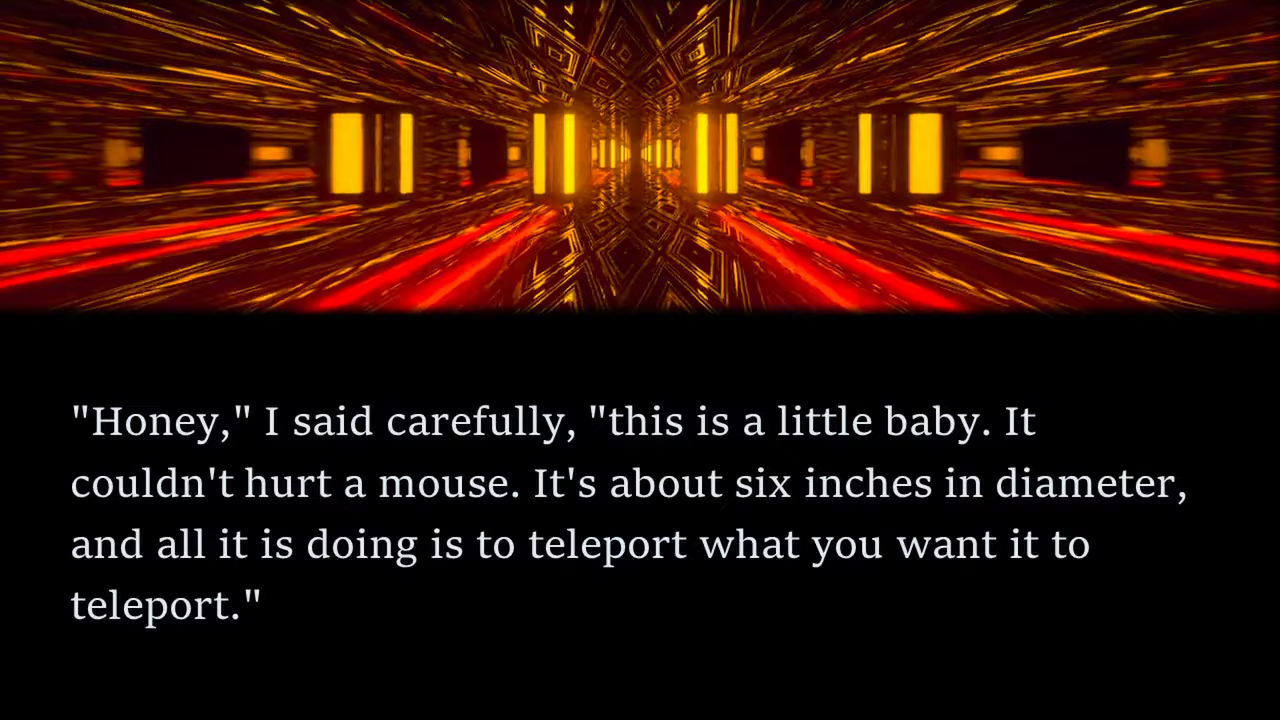 "Honey," I said carefully, "this is a little baby. It
couldn't hurt a mouse. It's about six inches in diameter,
and all it is doing is to teleport what you want it to
teleport."